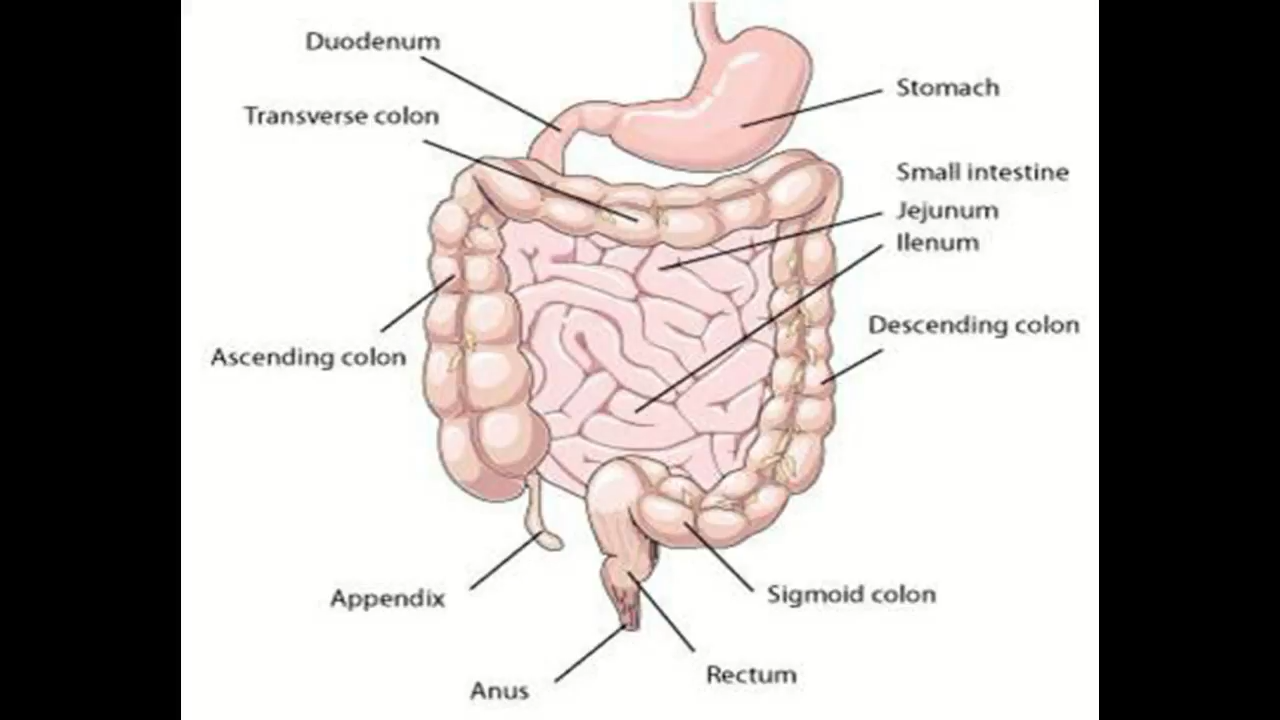 Duodenum
Stomach
Transverse colon
Small intestine
Jejunum
Ilenum
Descending colon
Ascending colon
Appendix
Sigmoid colon
Rectum
Anus